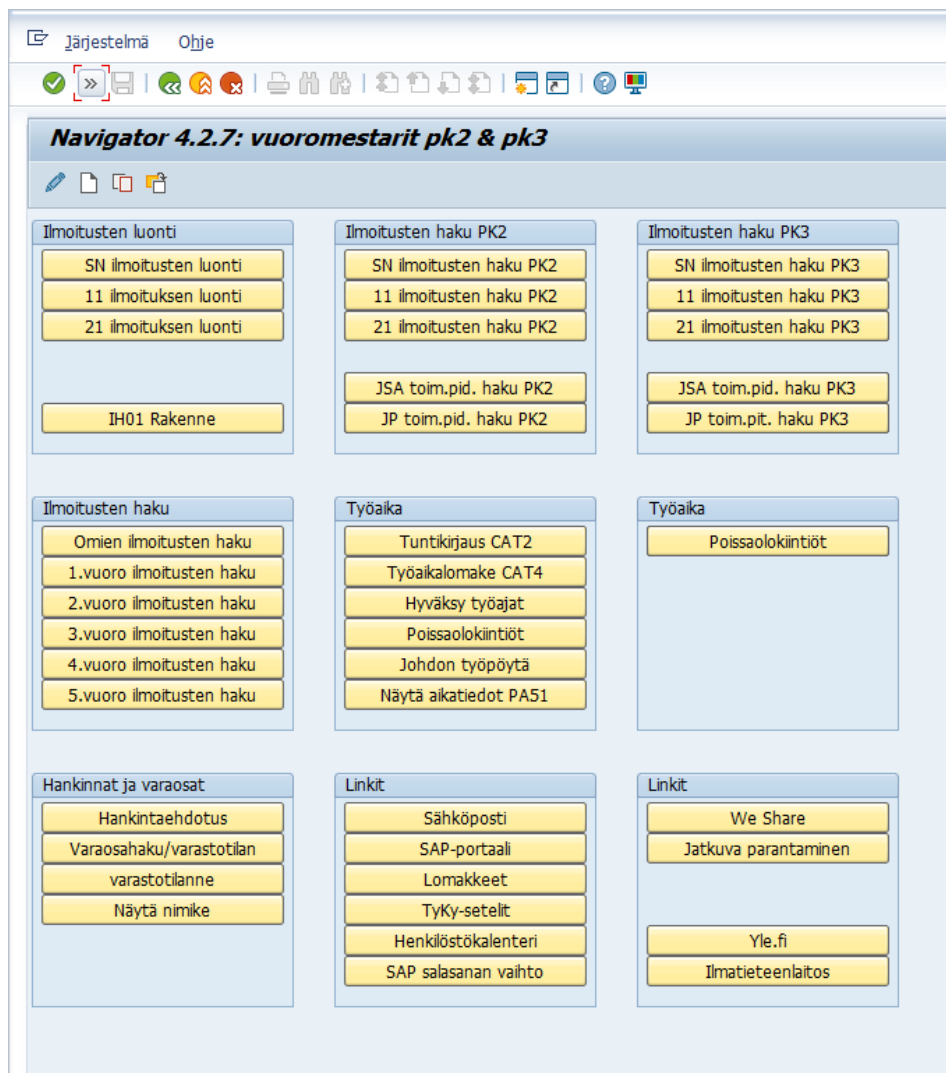 Järjestelmä Ohje
Navigator 4.2.7: vuoromestarit pk2 & pk3
Ilmoitusten luonti
SN ilmoitusten luonti
11 ilmoituksen luonti
21 ilmoituksen luonti
IH01 Rakenne
Ilmoitusten haku PK2
SN ilmoitusten haku PK2
11 ilmoitusten haku PK2
21 ilmoitusten haku PK2
JSA toim.pid. haku PK2
JP toim.pid. haku PK2
Ilmoitusten haku PK3
SN ilmoitusten haku PK3
11 ilmoitusten haku PK3
21 ilmoitusten haku PK3
JSA toim.pid. haku PK3
JP toim.pit. haku PK3
Ilmoitusten haku
Omien ilmoitusten haku
1.vuoro ilmoitusten haku
2.vuoro ilmoitusten haku
3.vuoro ilmoitusten haku
4.vuoro ilmoitusten haku
5.vuoro ilmoitusten haku
Työaika
Tuntikirjaus CAT2
Työaikalomake CAT4
Hyväksy työajat
Poissaolokiintiöt
Johdon työpöytä
Näytä aikatiedot PA51
Työaika
Poissaolokiintiöt
Hankinnat ja varaosat
Hankintaehdotus
Varaosahaku/varastotilan
varastotilanne
Näytä nimike
Linkit
Sähköposti
SAP-portaali
Lomakkeet
TyKy-setelit
Henkilöstökalenteri
SAP salasanan vaihto
Linkit
We Share
Jatkuva parantaminen
Yle.fi
Ilmatieteenlaitos